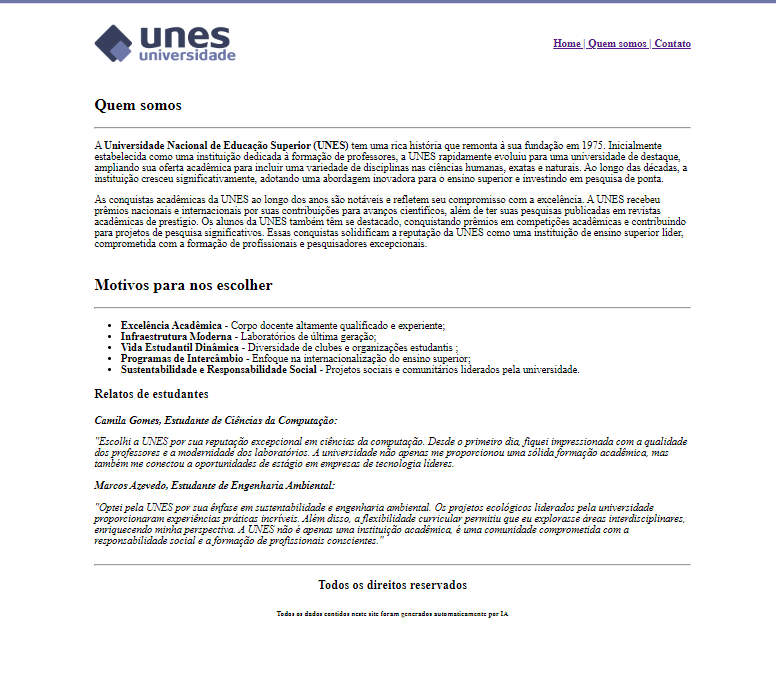 unes
universidade
Home | Quem somos | Contato
Quem somos
A Universidade Nacional de Educação Superior (UNES) tem uma rica história que remonta à sua fundação em 1975. Inicialmente
estabelecida como uma instituição dedicada à formação de professores, a UNES rapidamente evoluiu para uma universidade de destaque,
ampliando sua oferta acadêmica para incluir uma variedade de disciplinas nas ciências humanas, exatas e naturais. Ao longo das décadas, a
instituição cresceu significativamente, adotando uma abordagem inovadora para o ensino superior e investindo em pesquisa de ponta.
As conquistas acadêmicas da UNES ao longo dos anos são notáveis e refletem seu compromisso com a excelência. A UNES recebeu
prêmios nacionais e internacionais por suas contribuições para avanços científicos, além de ter suas pesquisas publicadas em revistas
acadêmicas de prestígio. Os alunos da UNES também têm se destacado, conquistando prêmios em competições acadêmicas e contribuindo
para projetos de pesquisa significativos. Essas conquistas solidificam a reputação da UNES como uma instituição de ensino superior líder,
comprometida com a formação de profissionais e pesquisadores excepcionais.
Motivos para nos escolher
• Excelência Acadêmica - Corpo docente altamente qualificado e experiente;
• Infraestrutura Moderna - Laboratórios de última geração;
• Vida Estudantil Dinâmica - Diversidade de clubes e organizações estudantis ;
• Programas de Intercâmbio - Enfoque na internacionalização do ensino superior;
• Sustentabilidade e Responsabilidade Social - Projetos sociais e comunitários liderados pela universidade.
Relatos de estudantes
Camila Gomes, Estudante de Ciências da Computação:
"Escolhi a UNES por sua reputação excepcional em ciências da computação. Desde o primeiro dia, fiquei impressionada com a qualidade
dos professores e a modernidade dos laboratórios. A universidade não apenas me proporcionou uma sólida formação acadêmica, mas
também me conectou a oportunidades de estágio em empresas de tecnologia líderes.
Marcos Azevedo, Estudante de Engenharia Ambiental:
"Optei pela UNES por sua ênfase em sustentabilidade e engenharia ambiental. Os projetos ecológicos liderados pela universidade
proporcionaram experiências práticas incríveis. Além disso, a flexibilidade curricular permitiu que eu explorasse áreas interdisciplinares,
enriquecendo minha perspectiva. A UNES não é apenas uma instituição acadêmica, é uma comunidade comprometida com a
responsabilidade social e a formação de profissionais conscientes."
Todos os direitos reservados
Todos os dados contidos neste site foram generados automaticamente por IA